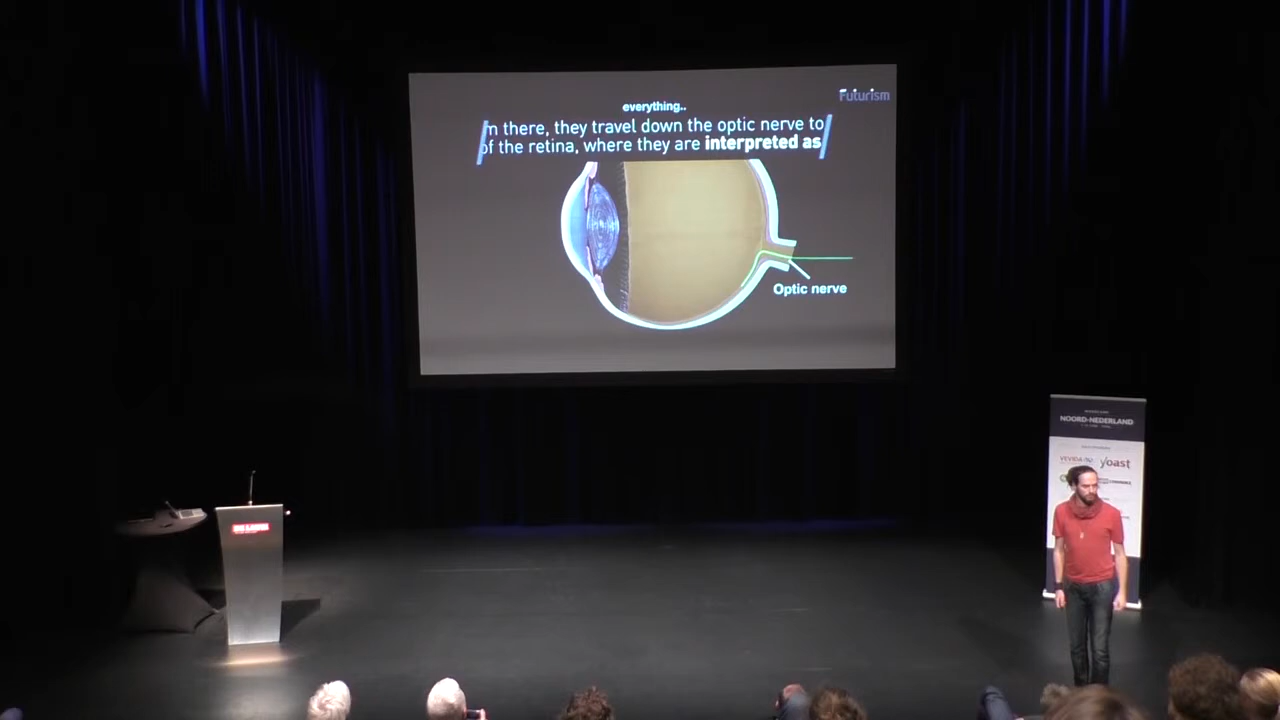 Futurism
everything..
m there, they travel down the optic nerve to
of the retina, where they are interpreted as
Optic nerve
NOORD-NEDERLAND
VEVIDA
yoast